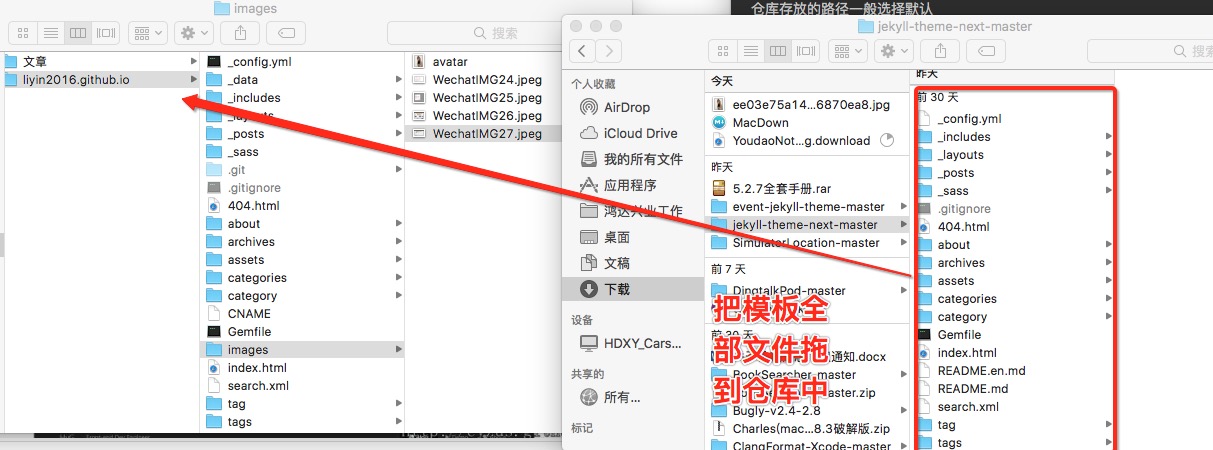 仓库存放的路径一般选择默认
images
搜索
文章
liyin2016.github.io
_config.yml
_data
_includes
_layouts
_posts
_sass
.git
.gitignore
404.html
about
archives
assets
categories
category
CNAME
Gemfile
images
index.html
search.xml
tag
tags
avatar
WechatIMG24.jpeg
WechatIMG25.jpeg
WechatIMG26.jpeg
WechatIMG27.jpeg
jekyll-theme-next-master
搜索
个人收藏
AirDrop
iCloud Drive
我的所有文件
应用程序
鸿达兴业工作
桌面
文稿
下载
设备
HDXY_Cars...
共享的
所有...
标记
今天
ee03e75a14...6870ea8.jpg
MacDown
YoudaoNot...g.download
昨天
5.2.7全套手册.rar
event-jekyll-theme-master
jekyll-theme-next-master
SimulatorLocation-master
前 7 天
DingtalkPod-master
前 30 天
通知.docx
BookSearcher-master
master.zip
Bugly-v2.4-2.8
Charles(mac...8.3破解版.zip
ClangFormat-Xcode-master
把模板全
部文件拖
到仓库中
昨天
前 30 天
_config.yml
_includes
_layouts
_posts
_sass
.gitignore
404.html
about
archives
assets
categories
category
Gemfile
index.html
README.en.md
README.md
search.xml
tag
tags